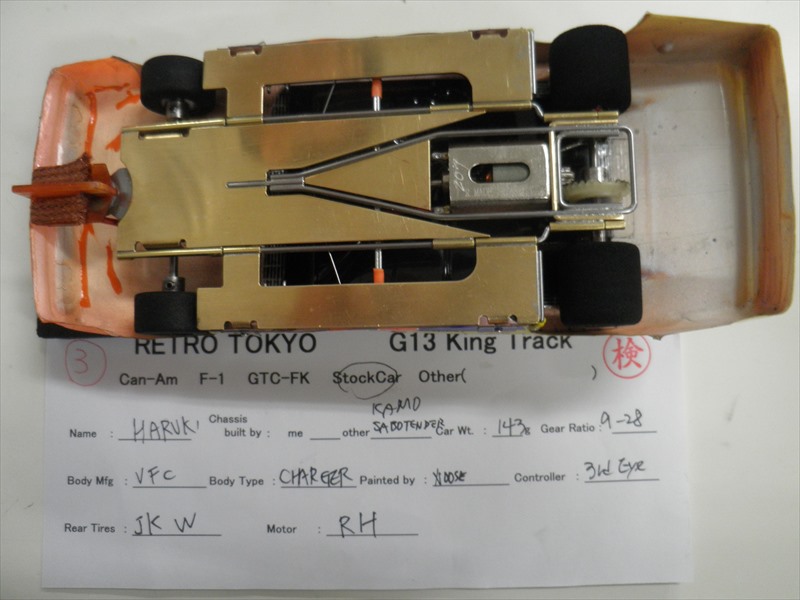 207
3 RETRO TOKYO G13 King Track 検
Can-Am F-1 GTC-FK StockCar Other( )
Name : HARUKI Chassis built by : me ___ other KAMO SABOTENDER Car Wt. : 143g Gear Ratio : 9-28
Body Mfg : VFC Body Type : CHARGER Painted by : Controller : 3rd Eye
Rear Tires : JK W Motor : RH